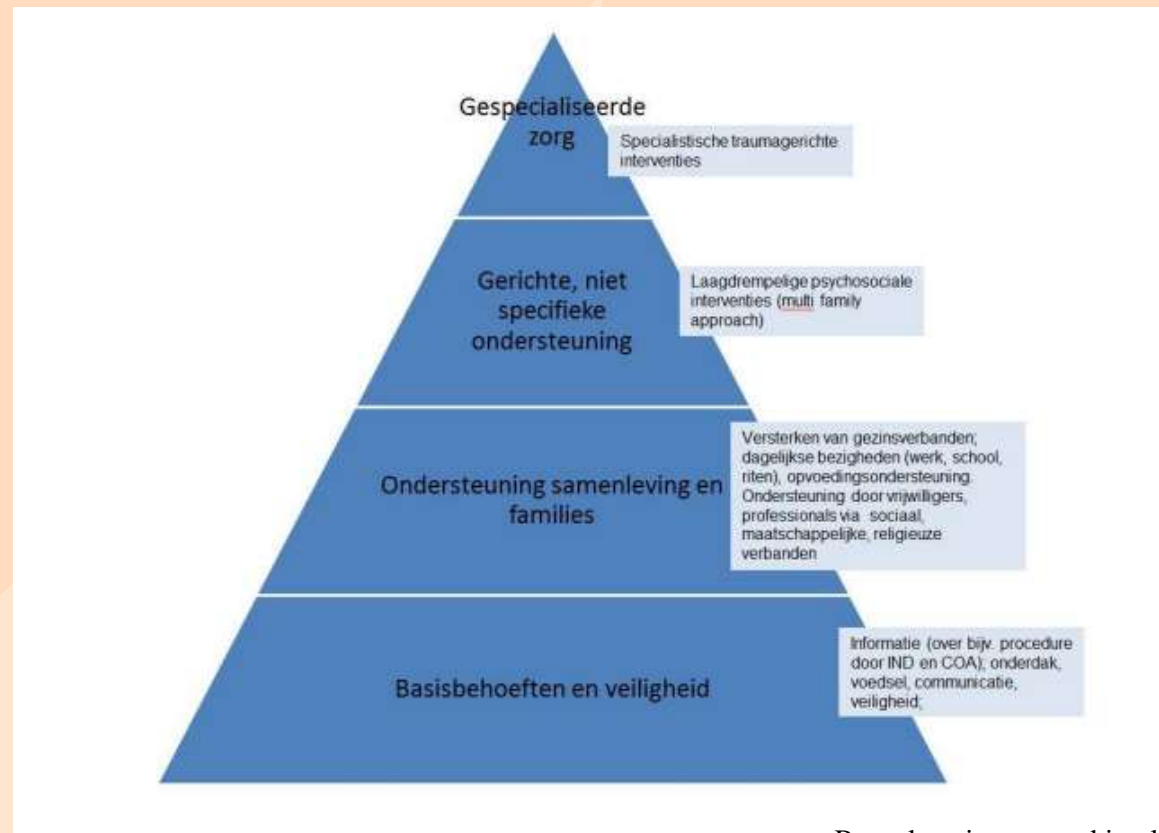 Gespecialiseerde
zorg
Specialistische traumagerichte
interventies
Gerichte, niet
specifieke
ondersteuning
Laagdrempelige psychosociale
interventies (multi family
approach)
Ondersteuning samenleving en
families
Versterken van gezinsverbanden;
dagelijkse bezigheden (werk, school,
riten), opvoedingsondersteuning.
Ondersteuning door vrijwilligers,
professionals via sociaal,
maatschappelijke, religieuze
verbanden
Basisbehoeften en veiligheid
Informatie (over bijv. procedure
door IND en COA); onderdak,
voedsel, communicatie,
veiligheid;